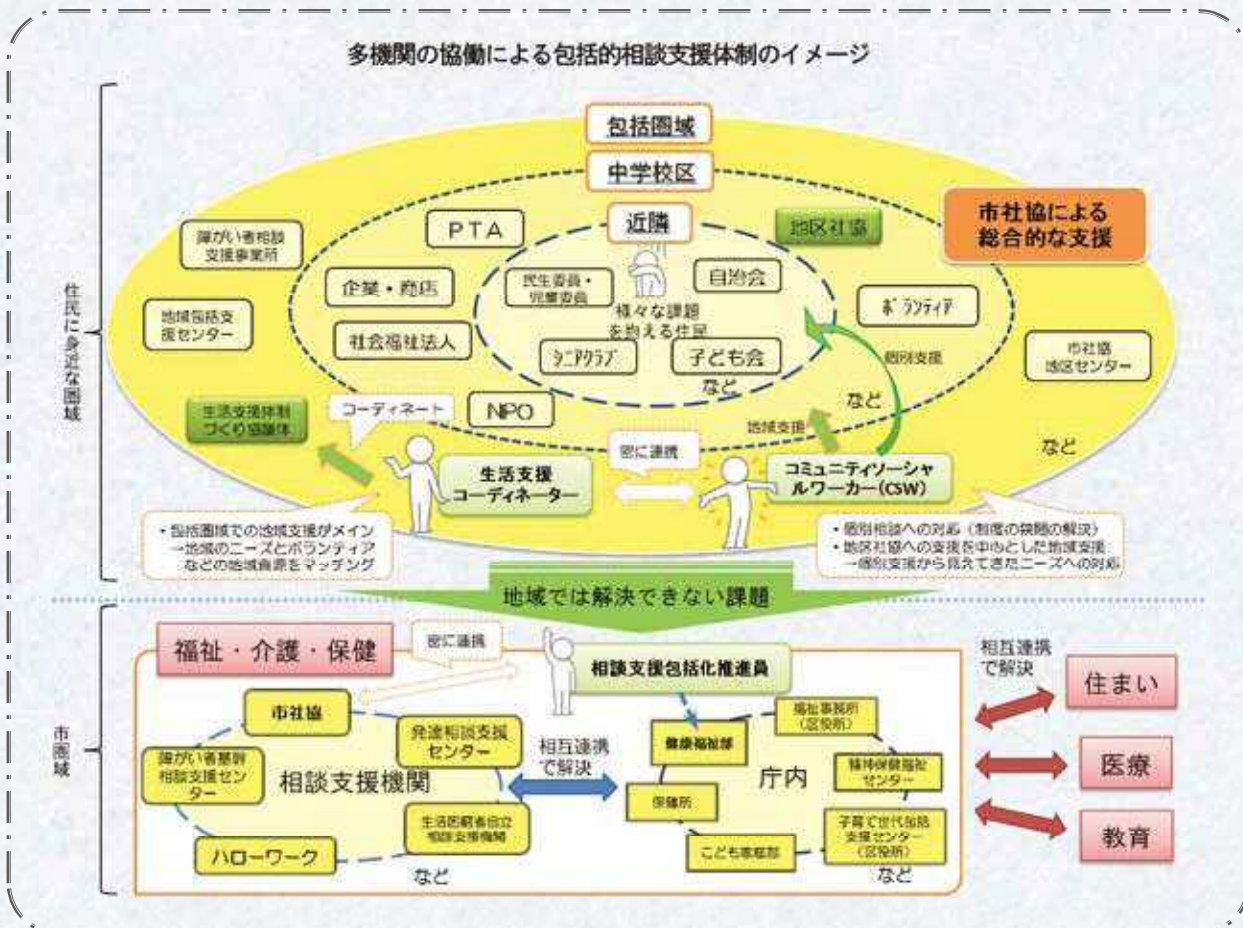 多機関の協働による包括的相談支援体制のイメージ
住民に身近な圏域
包括圏域
中学校区
近隣
市社協による
総合的な支援
障がい者相談
支援事業所
地域包括支
援センター
PTA
企業・商店
社会福祉法人
NPO
地区社協
民生委員・
児童委員
自治会
様々な課題
を抱える住民
シニアクラブ
子ども会
など
ボランティア
個別支援
など
市社協
地区センター
など
生活支援体制
づくり協議体
コーディネート
生活支援
コーディネーター
密に連携
地域支援
コミュニティソーシャ
ルワーカー(CSW)
・包括圏域での地域支援がメイン
→地域のニーズとボランティア
などの地域資源をマッチング
・個別相談への対応（制度の狭間の解決）
・地区社協への支援を中心とした地域支援
→個別支援から見えてきたニーズへの対応
地域では解決できない課題
市圏域
福祉・介護・保健
密に連携
相談支援包括化推進員
市社協
発達相談支援
センター
障がい者基幹
相談支援セン
ター
相談支援機関
生活困窮者自立
相談支援機関
ハローワーク
など
相互連携
で解決
健康福祉部
福祉事務所
（区役所）
庁内
精神保健福祉
センター
保健所
子育て世代包括
支援センター
（区役所）
こども家庭部
など
相互連携
で解決
住まい
医療
教育